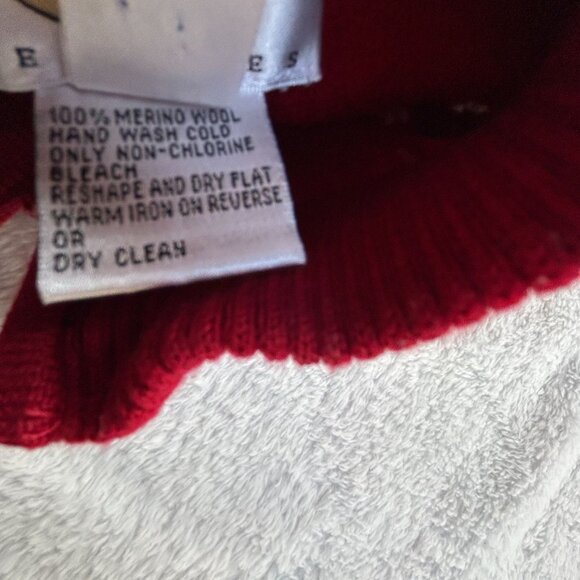 E E S
100% MERINO WOOL
HAND WASH COLD
ONLY NON-CHLORINE
BLEACH
RESHAPE AND DRY FLAT
WARM IRON ON REVERSE
OR
DRY CLEAN